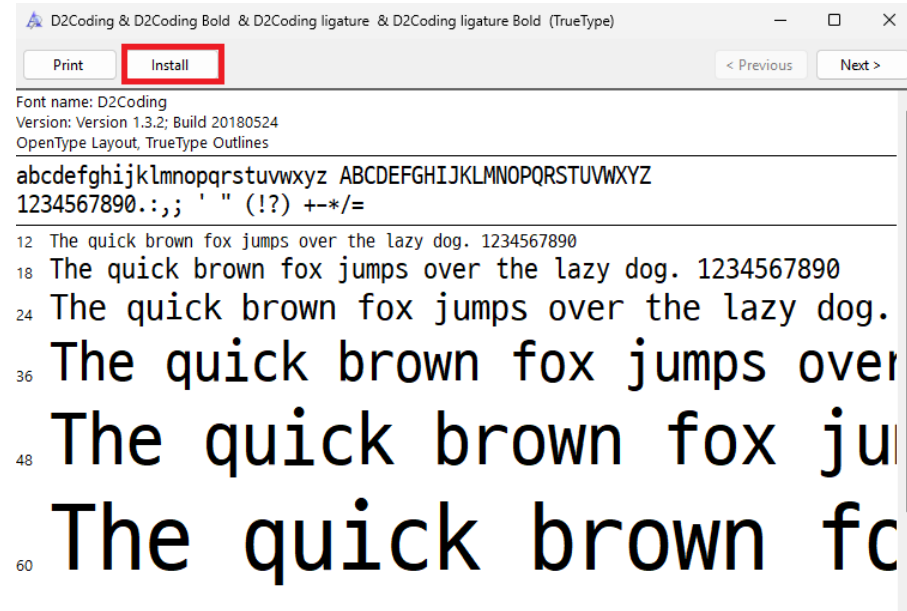 D2Coding & D2Coding Bold & D2Coding ligature & D2Coding ligature Bold (TrueType)
Print Install < Previous Next >
Font name: D2Coding
Version: Version 1.3.2; Build 20180524
OpenType Layout, TrueType Outlines
abcdefghijklmnopqrstuvwxyz ABCDEFGHIJKLMNOPQRSTUVWXYZ
1234567890.:,; ' " (!?) +-*/=
12 The quick brown fox jumps over the lazy dog. 1234567890
18 The quick brown fox jumps over the lazy dog. 1234567890
24 The quick brown fox jumps over the lazy dog.
36 The quick brown fox jumps over
48 The quick brown fox ju
60 The quick brown fo